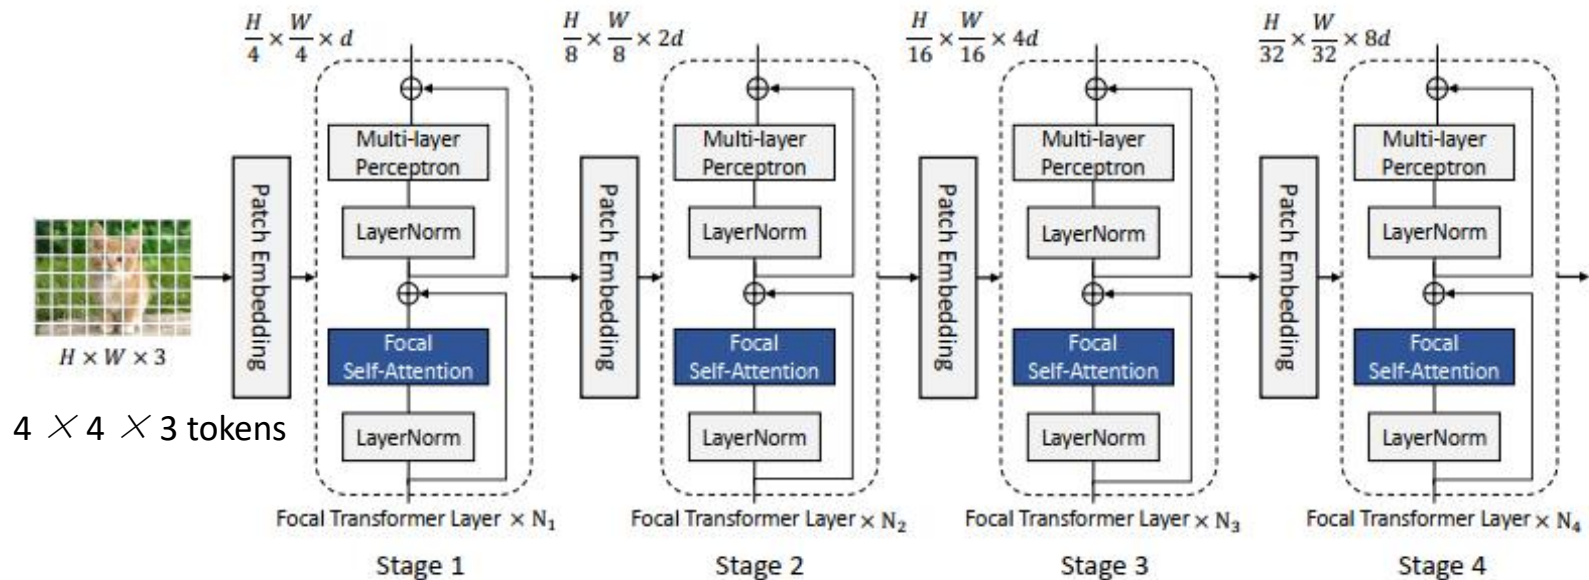 H/4 × W/4 × d
H/8 × W/8 × 2d
H/16 × W/16 × 4d
H/32 × W/32 × 8d
H × W × 3
4 × 4 × 3 tokens
Patch Embedding
Multi-layer
Perceptron
LayerNorm
Focal
Self-Attention
LayerNorm
Focal Transformer Layer × N₁
Stage 1
Patch Embedding
Multi-layer
Perceptron
LayerNorm
Focal
Self-Attention
LayerNorm
Focal Transformer Layer × N₂
Stage 2
Patch Embedding
Multi-layer
Perceptron
LayerNorm
Focal
Self-Attention
LayerNorm
Focal Transformer Layer × N₃
Stage 3
Patch Embedding
Multi-layer
Perceptron
LayerNorm
Focal
Self-Attention
LayerNorm
Focal Transformer Layer × N₄
Stage 4